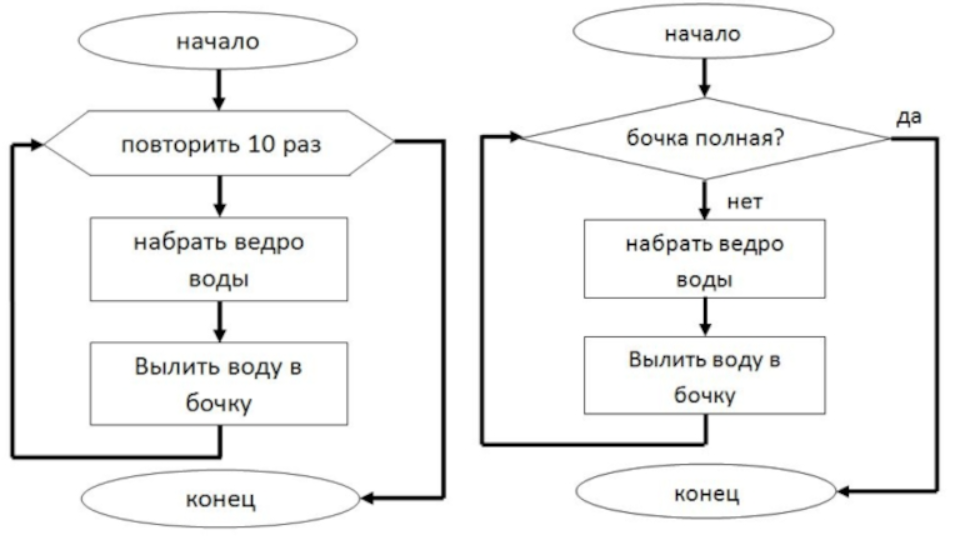 начало
повторить 10 раз
набрать ведро
воды
Вылить воду в
бочку
конец
начало
бочка полная?
да
нет
набрать ведро
воды
Вылить воду в
бочку
конец